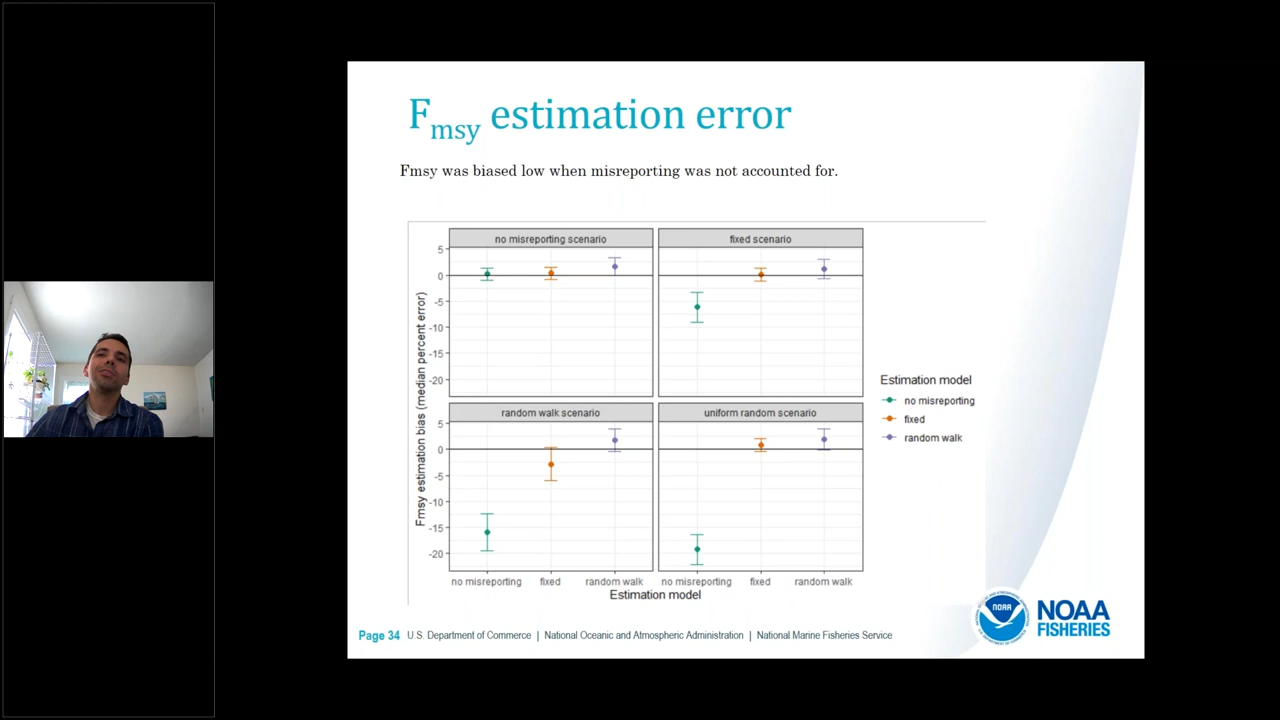 Fmsy estimation error
Fmsy was biased low when misreporting was not accounted for.
no misreporting scenario
fixed scenario
5
0
-5
-10
-15
-20
random walk scenario
uniform random scenario
5
0
-5
-10
-15
-20
Fmsy estimation bias (median percent error)
no misreporting fixed random walk
no misreporting fixed random walk
Estimation model
Estimation model
no misreporting
fixed
random walk
Page 34 U.S. Department of Commerce | National Oceanic and Atmospheric Administration | National Marine Fisheries Service
NOAA
NOAA
FISHERIES